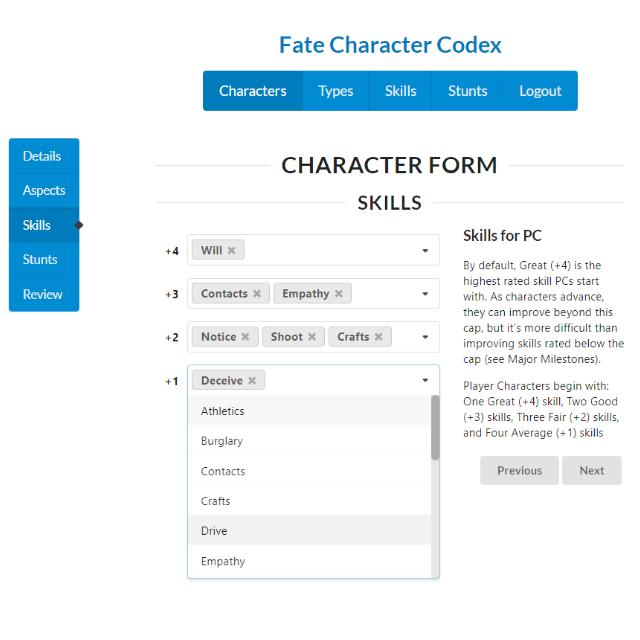 Fate Character Codex
Characters Types Skills Stunts Logout
Details
Aspects
Skills
Stunts
Review
CHARACTER FORM
SKILLS
+4 Will ×
+3 Contacts × Empathy ×
+2 Notice × Shoot × Crafts ×
+1 Deceive ×
Athletics
Burglary
Contacts
Crafts
Drive
Empathy
Skills for PC
By default, Great (+4) is the
highest rated skill PCs start
with. As characters advance,
they can improve beyond this
cap, but it's more difficult than
improving skills rated below the
cap (see Major Milestones).
Player Characters begin with:
One Great (+4) skill, Two Good
(+3) skills, Three Fair (+2) skills,
and Four Average (+1) skills
Previous Next